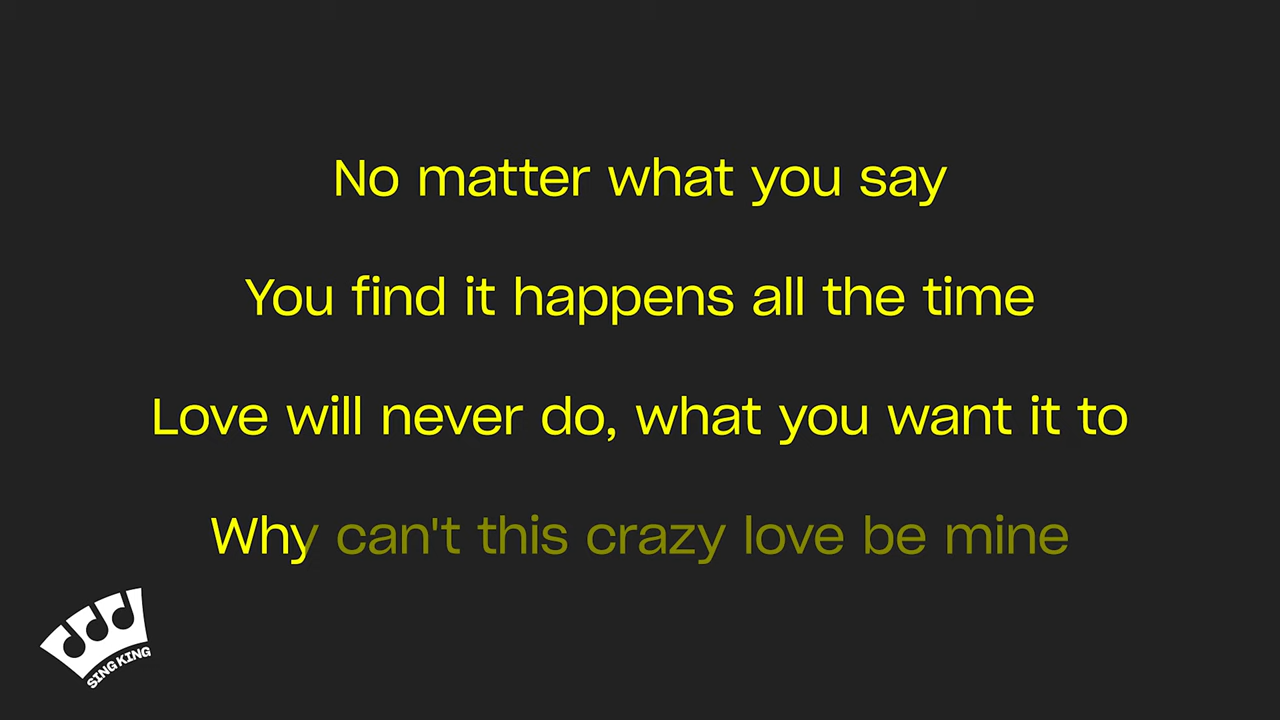 No matter what you say
You find it happens all the time
Love will never do, what you want it to
Why can't this crazy love be mine
SING KING